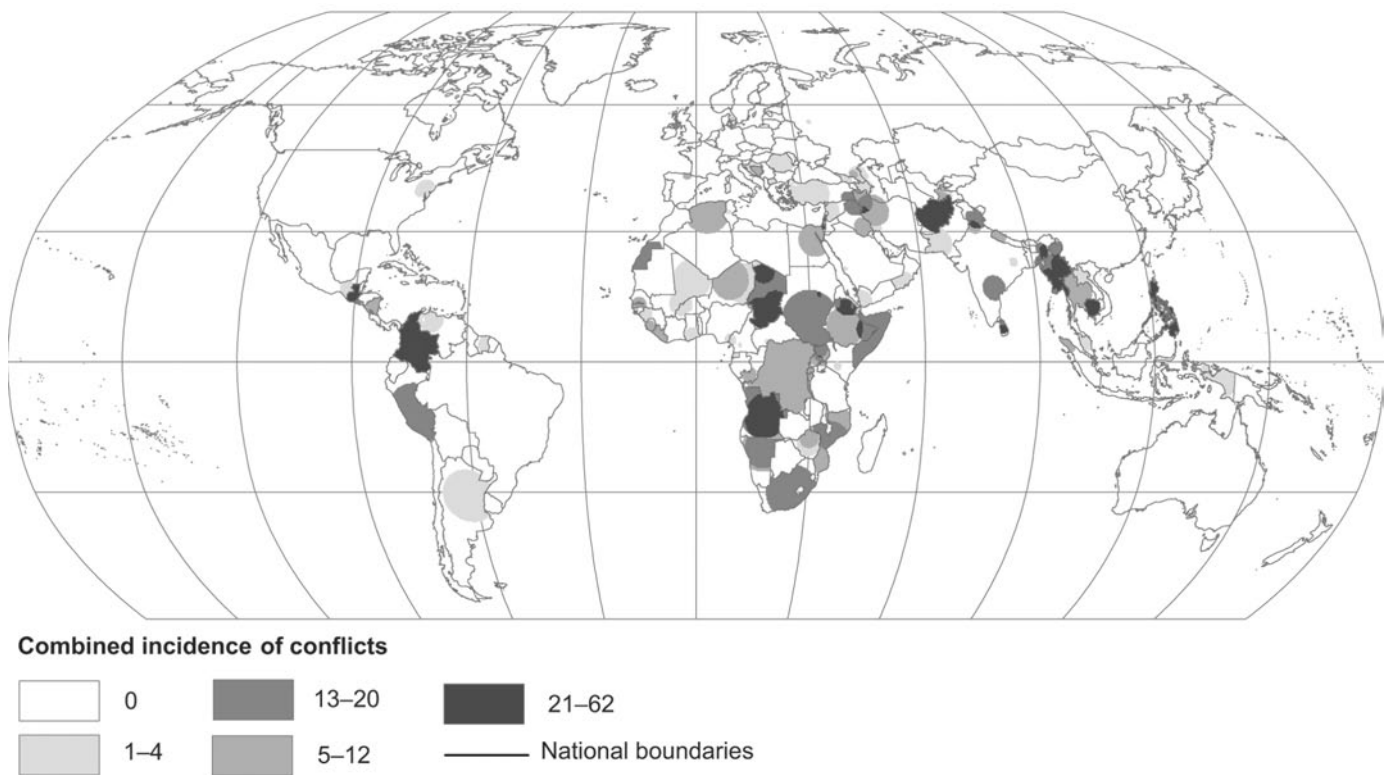 Combined incidence of conflicts
0
13–20
21–62
1–4
5–12
National boundaries